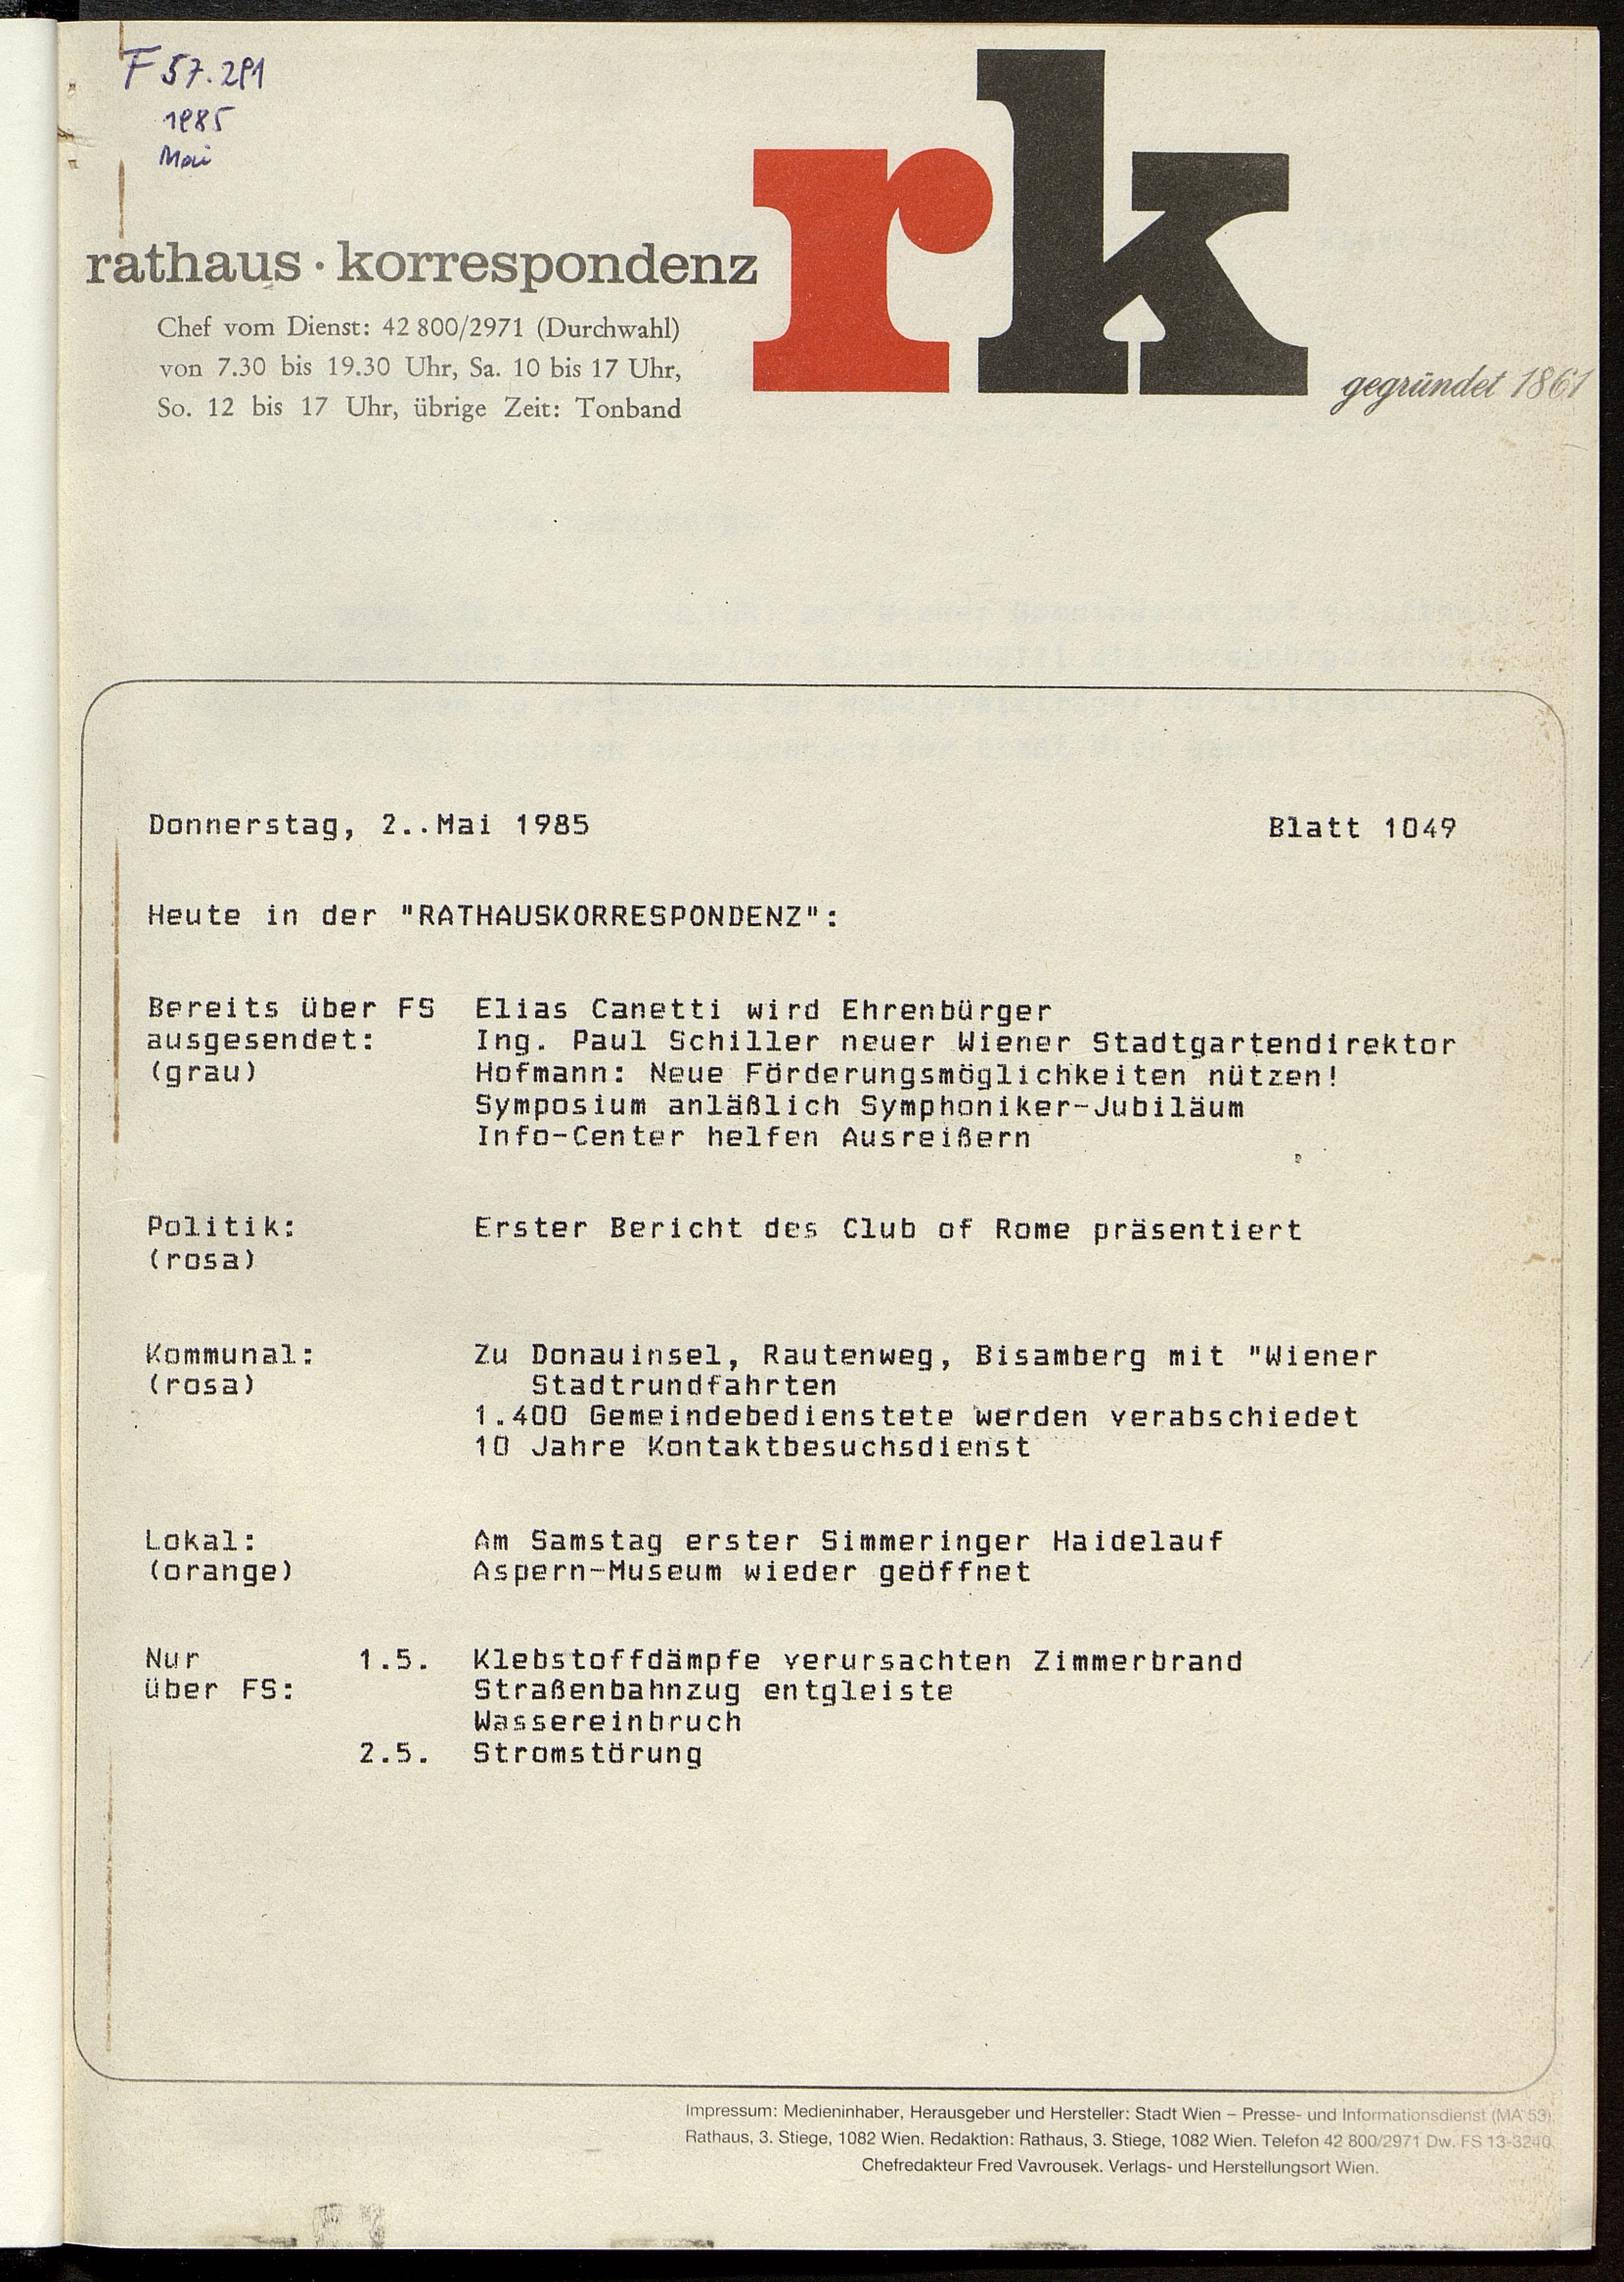 F 57.291
1985
Mai
rk
rathaus · korrespondenz
Chef vom Dienst: 42 800/2971 (Durchwahl)
von 7.30 bis 19.30 Uhr, Sa. 10 bis 17 Uhr,
So. 12 bis 17 Uhr, übrige Zeit: Tonband
gegründet 1861
Donnerstag, 2..Mai 1985 Blatt 1049
Heute in der "RATHAUSKORRESPONDENZ":
Bereits über FS Elias Canetti wird Ehrenbürger
ausgesendet: Ing. Paul Schiller neuer Wiener Stadtgartendirektor
(grau) Hofmann: Neue Förderungsmöglichkeiten nützen!
Symposium anläßlich Symphoniker-Jubiläum
Info-Center helfen Ausreißern
Politik: Erster Bericht des Club of Rome präsentiert
(rosa)
Kommunal: Zu Donauinsel, Rautenweg, Bisamberg mit "Wiener
(rosa) Stadtrundfahrten
1.400 Gemeindebedienstete werden verabschiedet
10 Jahre Kontaktbesuchsdienst
Lokal: Am Samstag erster Simmeringer Haidelauf
(orange) Aspern-Museum wieder geöffnet
Nur 1.5. Klebstoffdämpfe verursachten Zimmerbrand
über FS: Straßenbahnzug entgleiste
Wassereinbruch
2.5. Stromstörung
Impressum: Medieninhaber, Herausgeber und Hersteller: Stadt Wien – Presse- und Informationsdienst (MA 53).
Rathaus, 3. Stiege, 1082 Wien. Redaktion: Rathaus, 3. Stiege, 1082 Wien. Telefon 42 800/2971 Dw. FS 13-3240.
Chefredakteur Fred Vavrousek. Verlags- und Herstellungsort Wien.